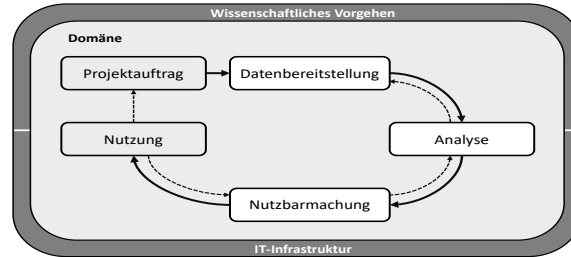 Wissenschaftliches Vorgehen
Domäne
Projektauftrag
Datenbereitstellung
Nutzung
Analyse
Nutzbarmachung
IT-Infrastruktur